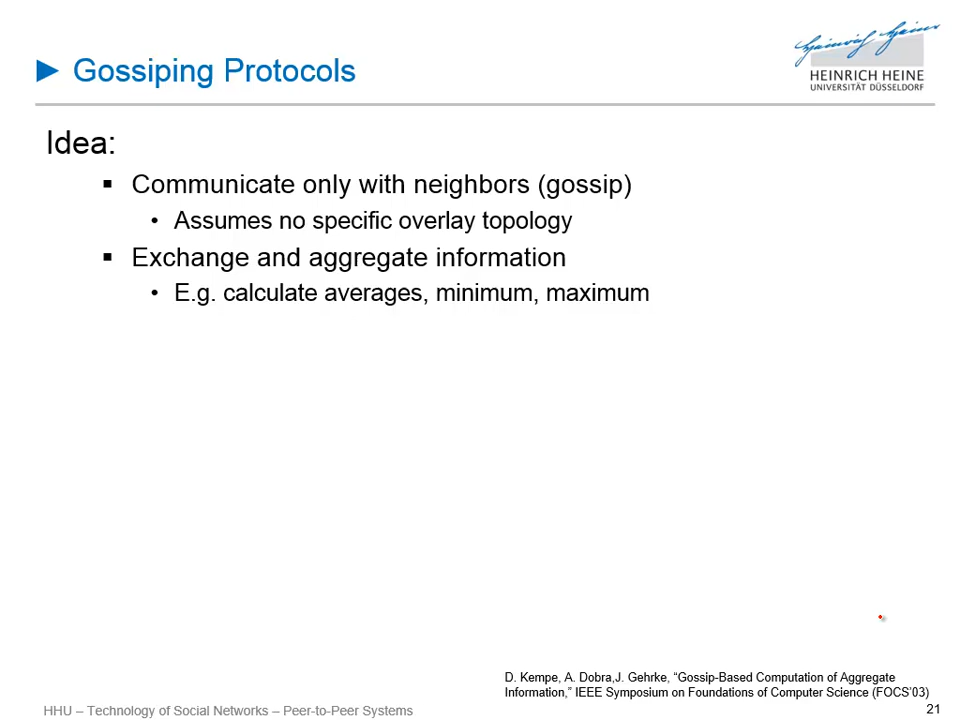 ► Gossiping Protocols
Heinrich Heine
HEINRICH HEINE
UNIVERSITÄT DÜSSELDORF
Idea:
▪ Communicate only with neighbors (gossip)
• Assumes no specific overlay topology
▪ Exchange and aggregate information
• E.g. calculate averages, minimum, maximum
D. Kempe, A. Dobra,J. Gehrke, “Gossip-Based Computation of Aggregate
Information,” IEEE Symposium on Foundations of Computer Science (FOCS’03)
HHU – Technology of Social Networks – Peer-to-Peer Systems
21